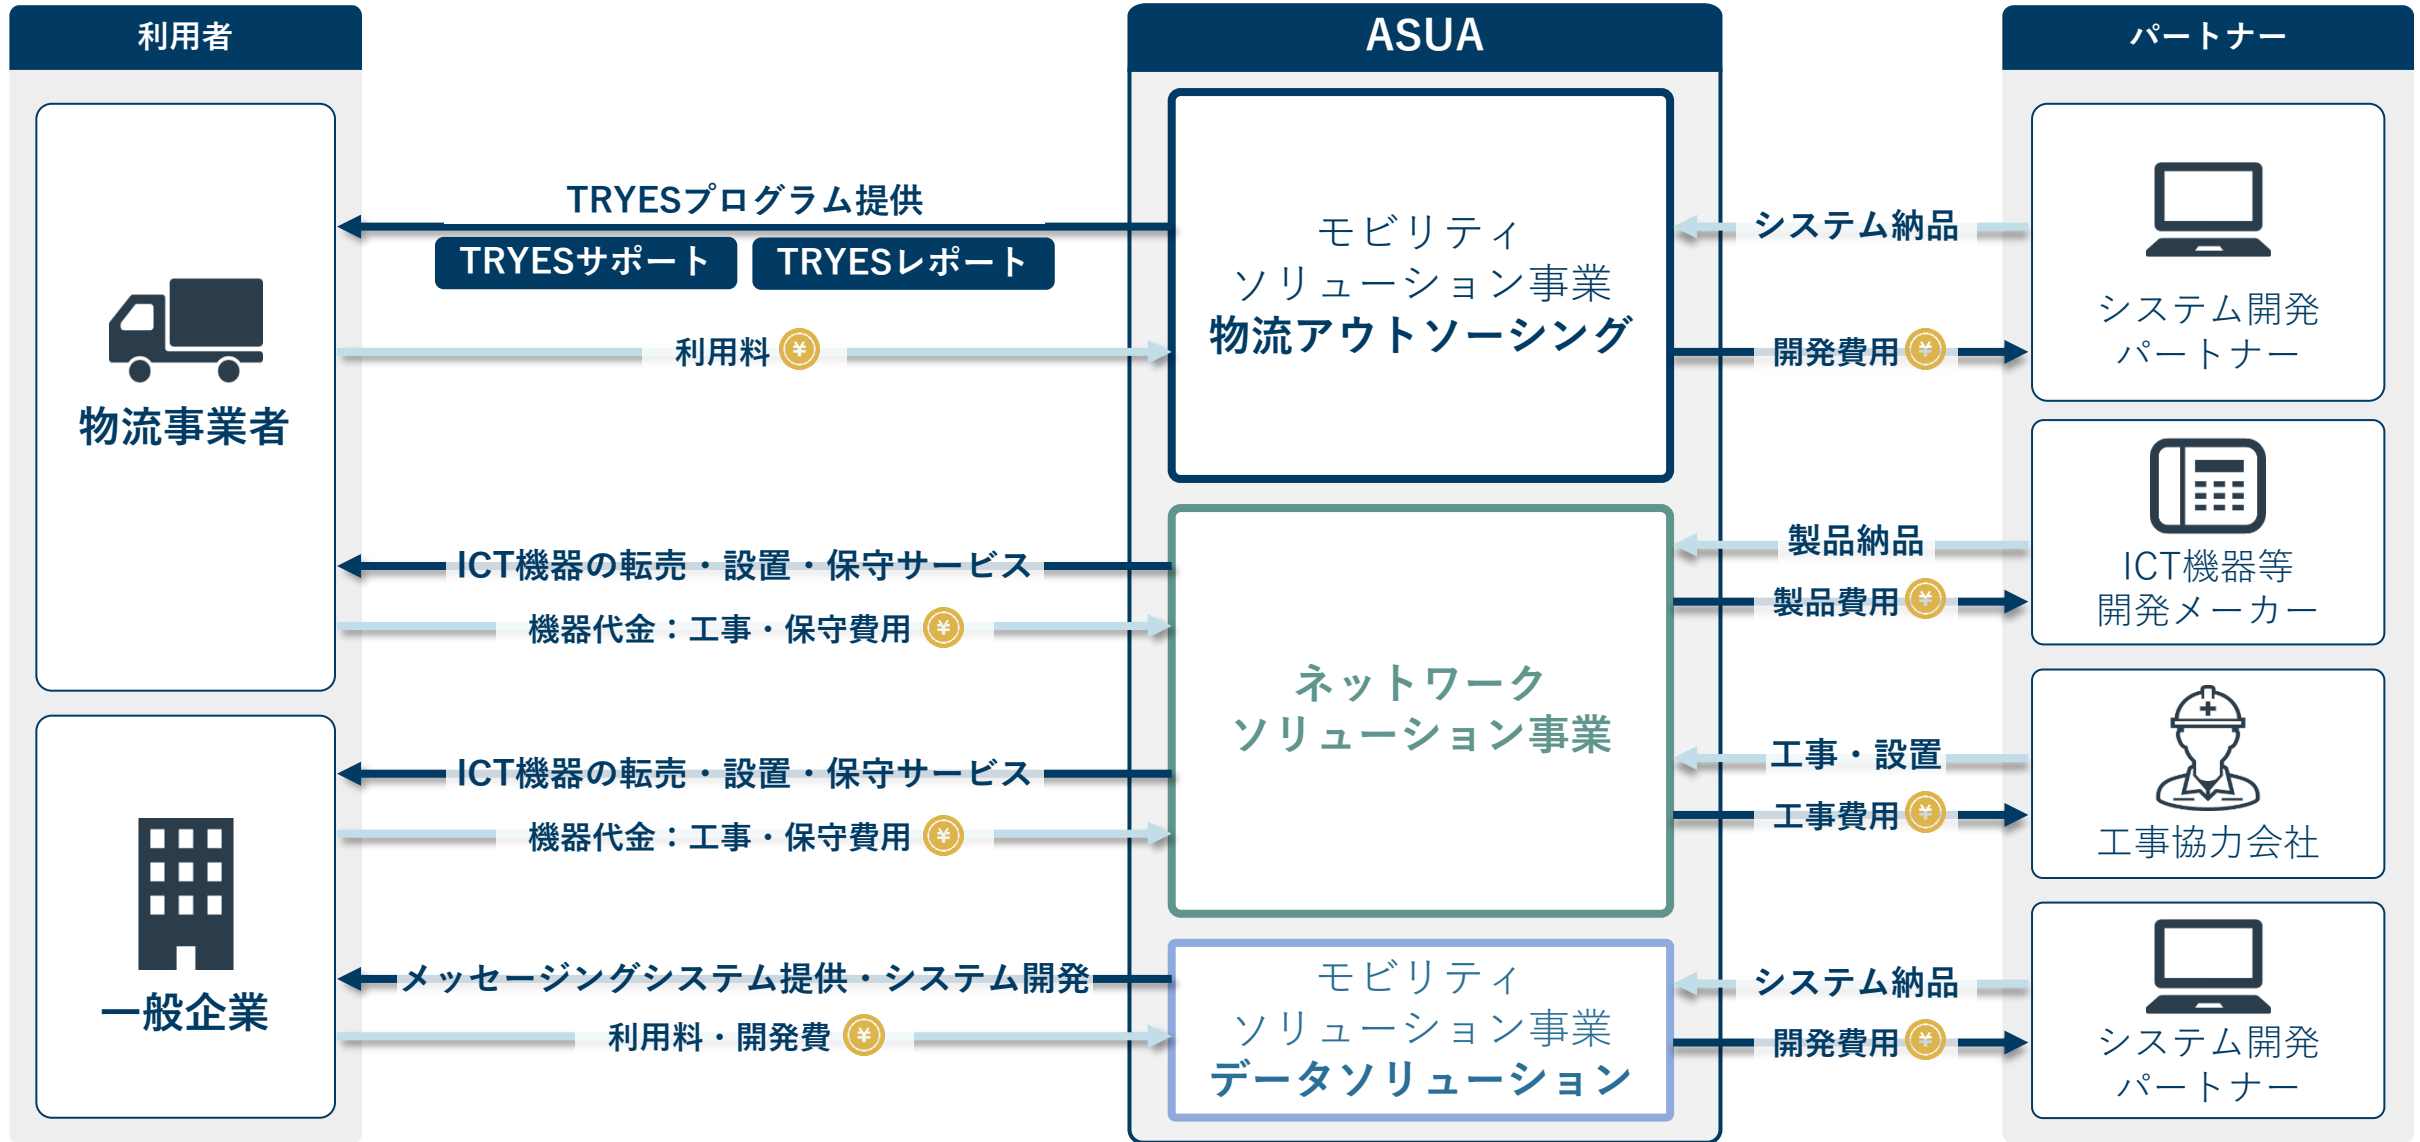 利用者
物流事業者
一般企業
TRYESプログラム提供
TRYESサポート
TRYESレポート
利用料
ICT機器の転売・設置・保守サービス
機器代金：工事・保守費用
ICT機器の転売・設置・保守サービス
機器代金：工事・保守費用
メッセージングシステム提供・システム開発
利用料・開発費
ASUA
モビリティ
ソリューション事業
物流アウトソーシング
ネットワーク
ソリューション事業
モビリティ
ソリューション事業
データソリューション
システム納品
開発費用
製品納品
製品費用
工事・設置
工事費用
システム納品
開発費用
パートナー
システム開発
パートナー
ICT機器等
開発メーカー
工事協力会社
システム開発
パートナー